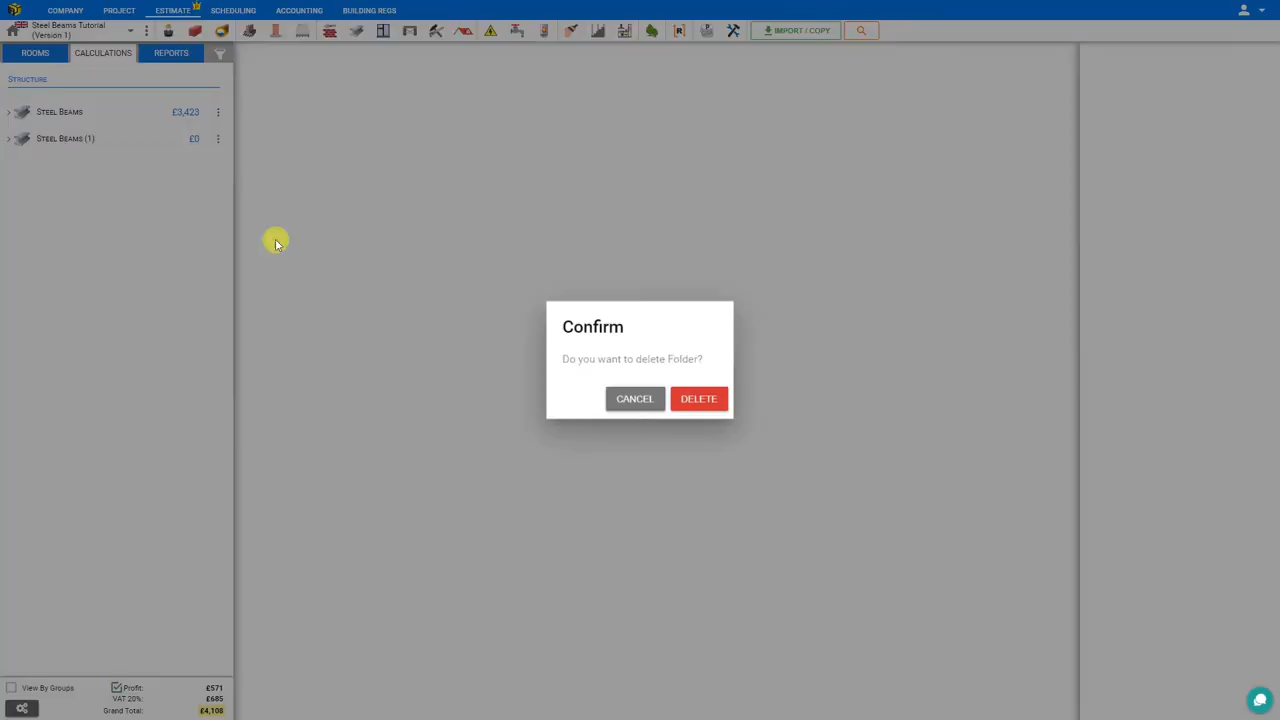 COMPANY PROJECT ESTIMATE SCHEDULING ACCOUNTING BUILDING REGS
Steel Beams Tutorial
(Version 1)
[R]
IMPORT / COPY
ROOMS CALCULATIONS REPORTS
STRUCTURE
STEEL BEAMS £3,423
STEEL BEAMS (1) £0
Confirm
Do you want to delete Folder?
CANCEL DELETE
View By Groups Profit: £571
VAT 20%: £685
Grand Total: £4,108